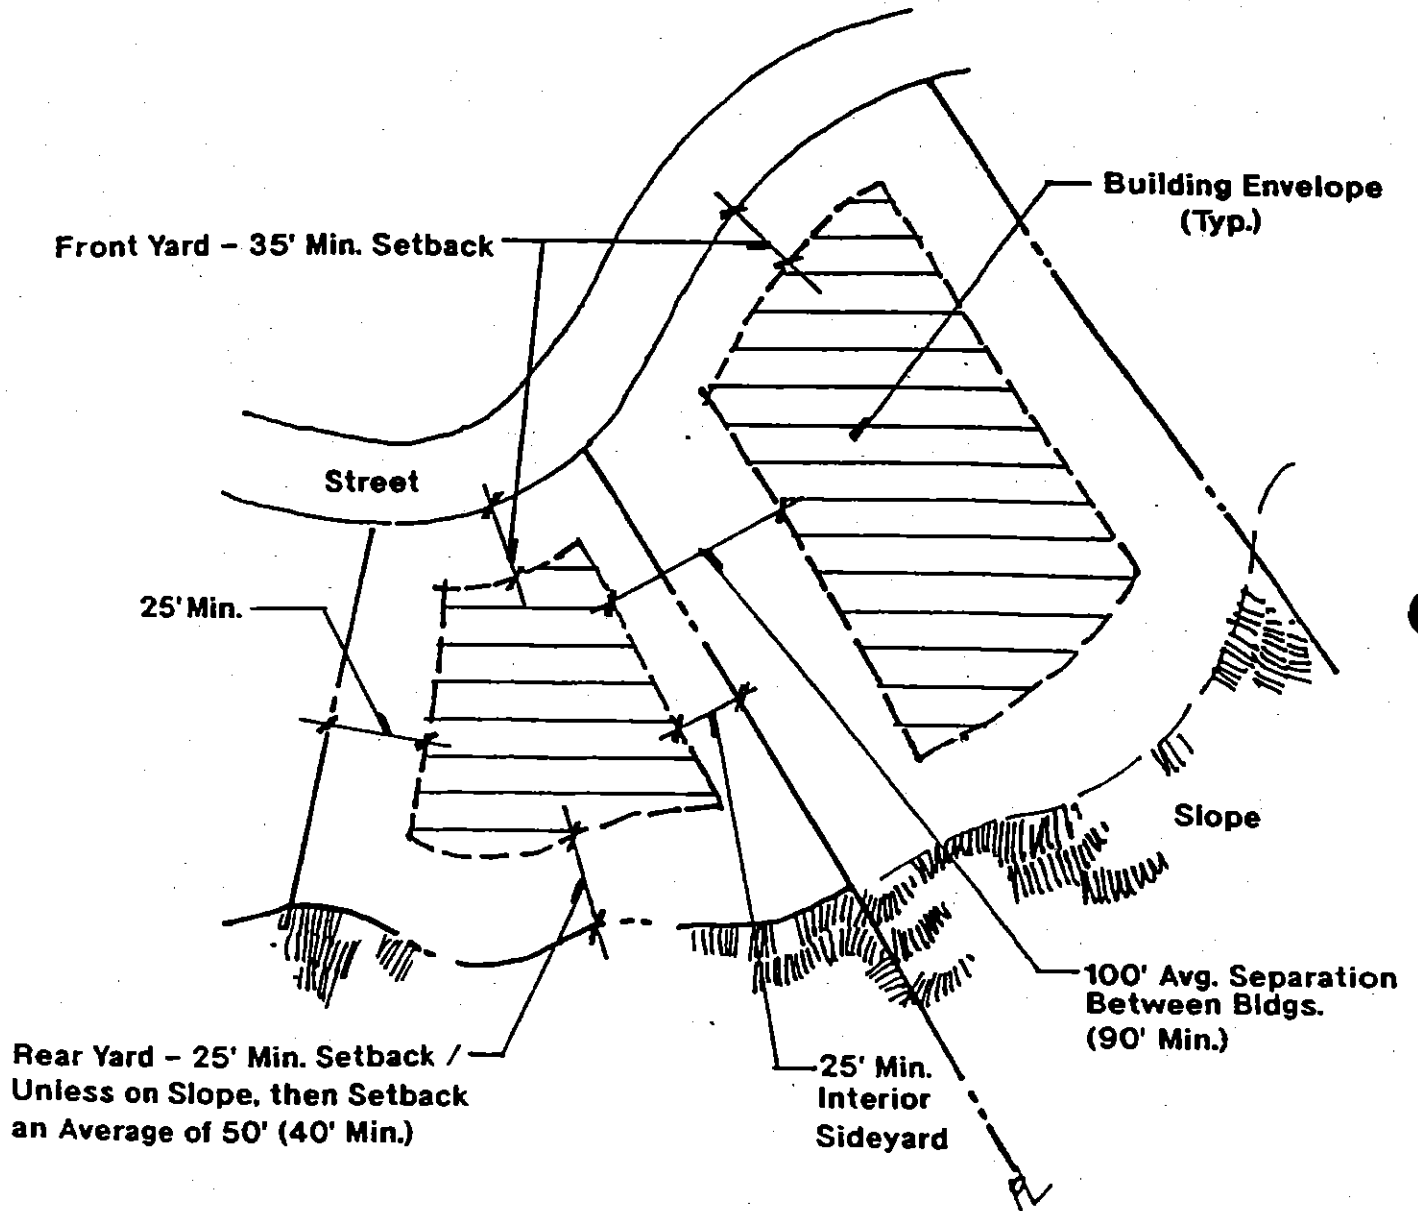 Building Envelope
(Typ.)
Front Yard - 35' Min. Setback
Street
25' Min.
Slope
100' Avg. Separation
Between Bldgs.
(90' Min.)
Rear Yard - 25' Min. Setback /
Unless on Slope, then Setback
an Average of 50' (40' Min.)
25' Min.
Interior
Sideyard
PL